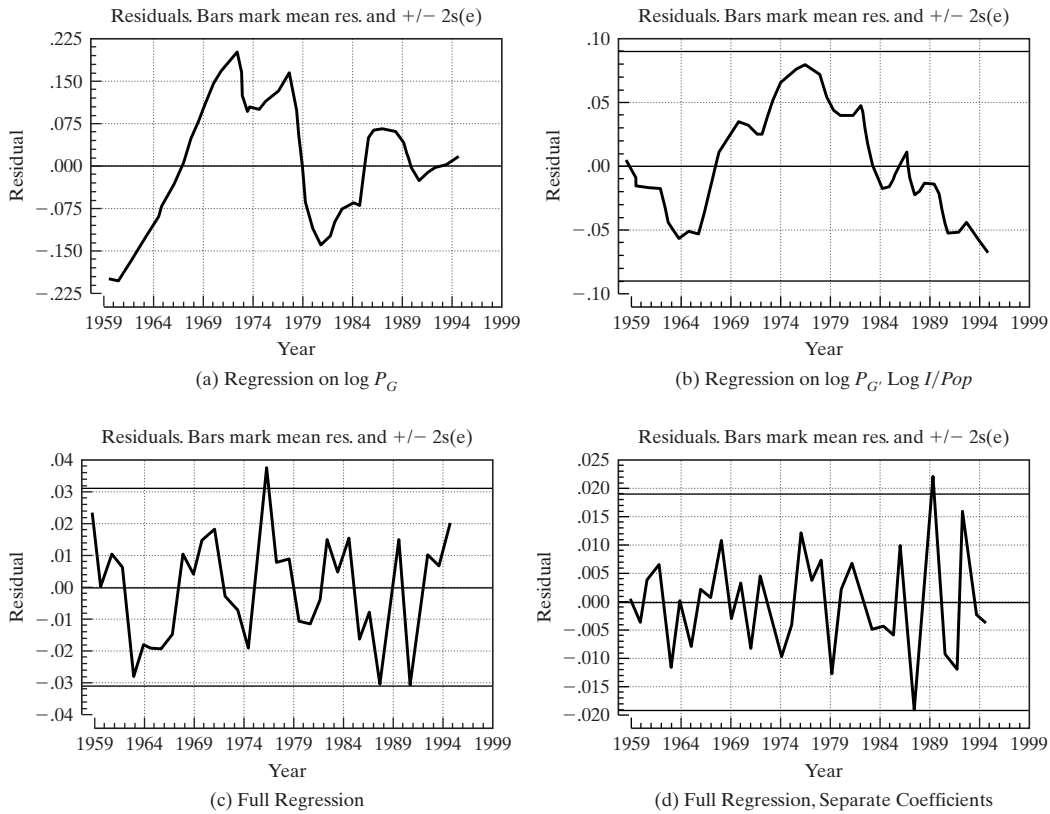 Residuals. Bars mark mean res. and +/− 2s(e)
.225
.150
.075
.000
−.075
−.150
−.225
Residual
1959 1964 1969 1974 1979 1984 1989 1994 1999
Year
(a) Regression on log P_G
Residuals. Bars mark mean res. and +/− 2s(e)
.10
.05
.00
−.05
−.10
Residual
1959 1964 1969 1974 1979 1984 1989 1994 1999
Year
(b) Regression on log P_G, Log I/Pop
Residuals. Bars mark mean res. and +/− 2s(e)
.04
.03
.02
.01
.00
−.01
−.02
−.03
−.04
Residual
1959 1964 1969 1974 1979 1984 1989 1994 1999
Year
(c) Full Regression
Residuals. Bars mark mean res. and +/− 2s(e)
.025
.020
.015
.010
.005
.000
−.005
−.010
−.015
−.020
Residual
1959 1964 1969 1974 1979 1984 1989 1994 1999
Year
(d) Full Regression, Separate Coefficients